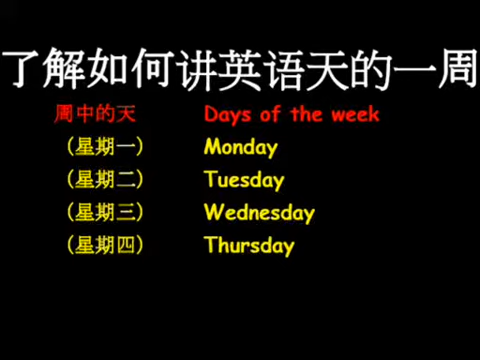 了解如何讲英语天的一周
周中的天 Days of the week
(星期一) Monday
(星期二) Tuesday
(星期三) Wednesday
(星期四) Thursday